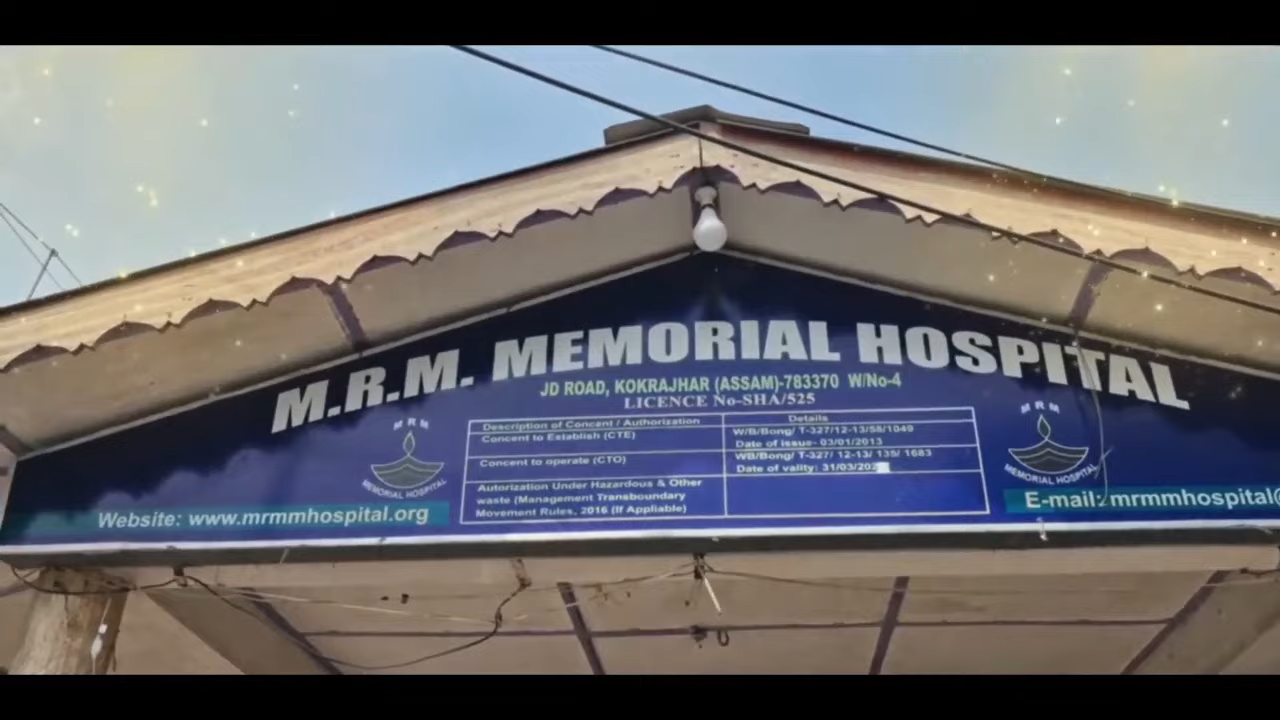 M.R.M. MEMORIAL HOSPITAL
JD ROAD, KOKRAJHAR (ASSAM)-783370 W/No-4
LICENCE No-SHA/525
M R M
MEMORIAL HOSPITAL
Description of Concent / Authorization Details
Concent to Establish (CTE) W/B/Bong/ T-327/12-13/58/1049
Date of issue- 03/01/2013
Concent to operate (CTO) WB/Bong/ T-327/ 12-13/ 135/ 1683
Date of vality: 31/03/202
Autorization Under Hazardous & Other
waste (Management Transboundary
Movement Rules, 2016 (If Appliable)
M R M
MEMORIAL HOSPITAL
Website: www.mrmmhospital.org
E-mail: mrmmhospital@